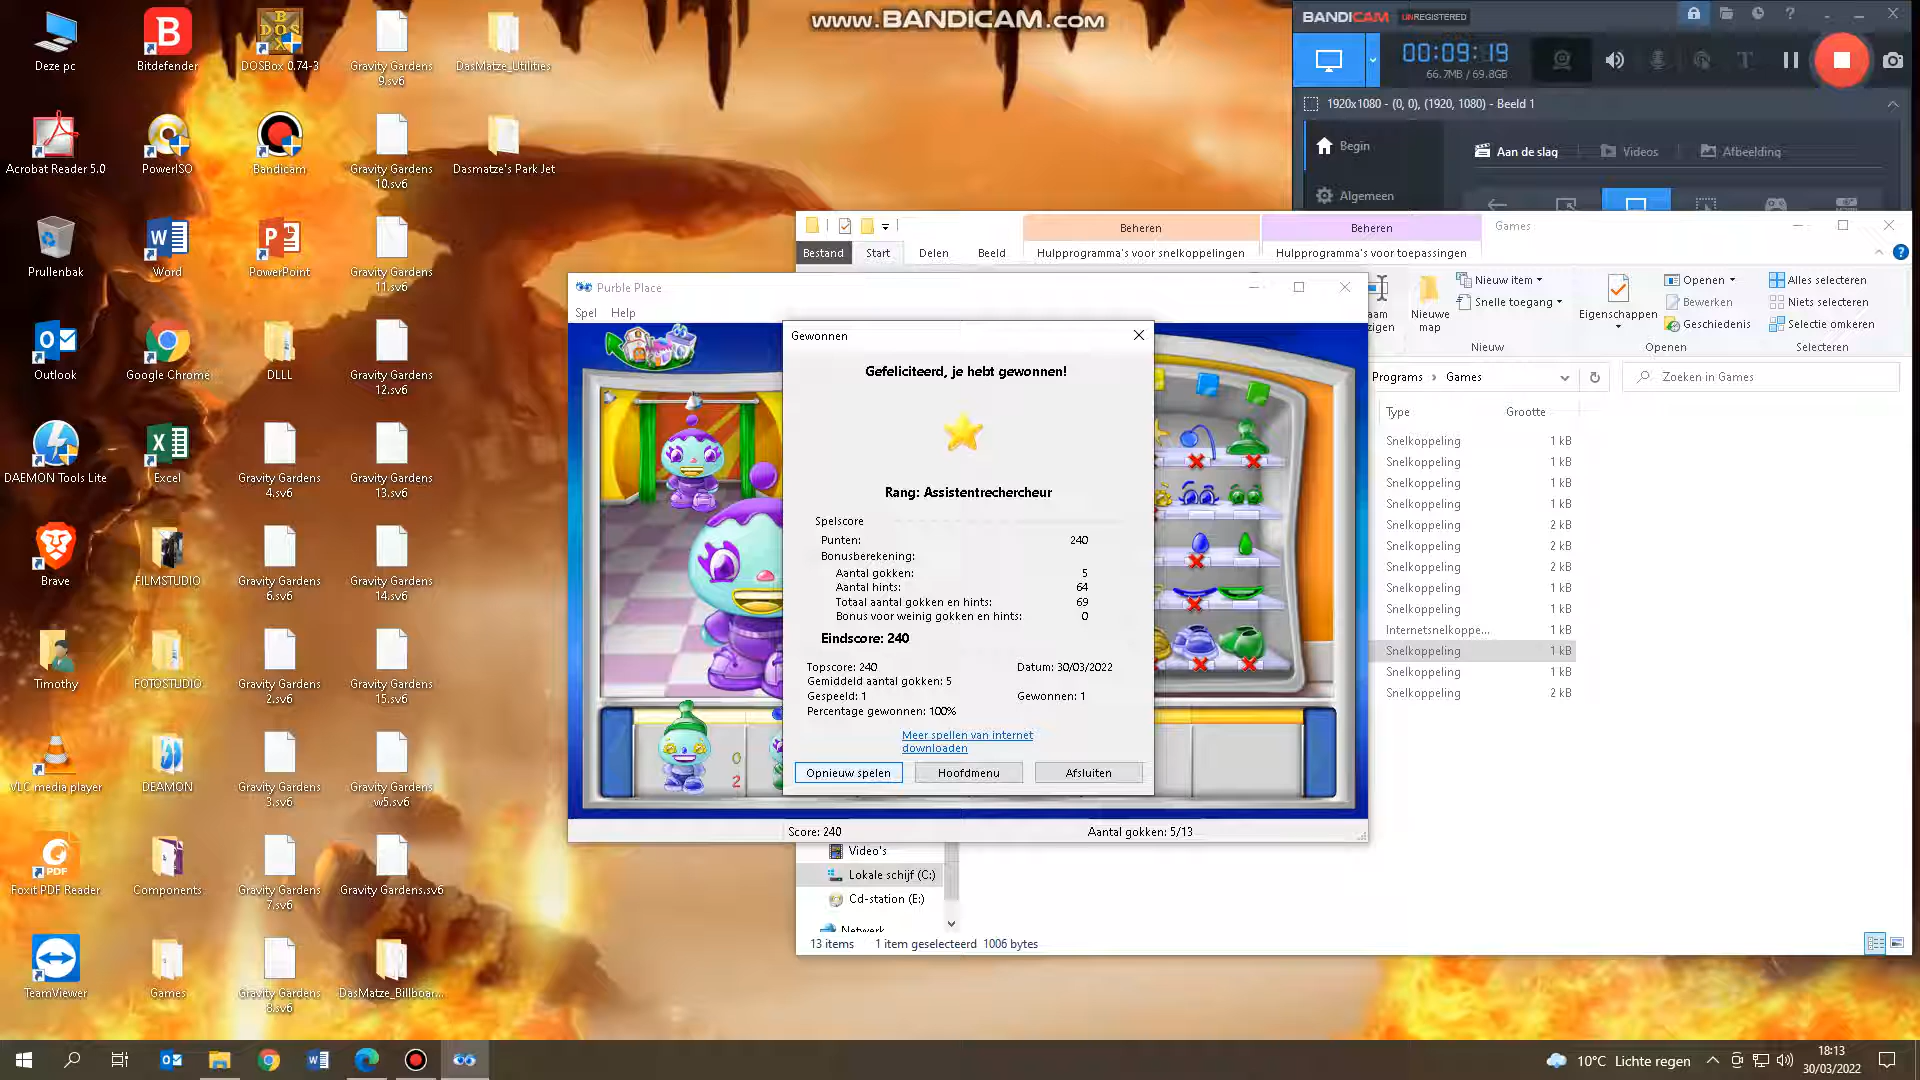 www.BANDICAM.com
Deze pc
Bitdefender
DOSBox 0.74-3
Gravity Gardens 9.sv6
DasMatze_Utilities
Acrobat Reader 5.0
PowerISO
Bandicam
Gravity Gardens 10.sv6
Dasmatze's Park Jet
Prullenbak
Word
PowerPoint
Gravity Gardens 11.sv6
Outlook
Google Chrome
DLLL
Gravity Gardens 12.sv6
DAEMON Tools Lite
Excel
Gravity Gardens 4.sv6
Gravity Gardens 13.sv6
Brave
FILMSTUDIO
Gravity Gardens 6.sv6
Gravity Gardens 14.sv6
Timothy
FOTOSTUDIO
Gravity Gardens 2.sv6
Gravity Gardens 15.sv6
VLC media player
DEAMON
Gravity Gardens 3.sv6
Gravity Gardens w5.sv6
Foxit PDF Reader
Components
Gravity Gardens 7.sv6
Gravity Gardens.sv6
TeamViewer
Games
Gravity Gardens 8.sv6
DasMatze_Billboar...
BANDICAM UNREGISTERED
00:09:19
66.7MB / 69.8GB
1920x1080 - (0, 0), (1920, 1080) - Beeld 1
Begin
Aan de slag
Videos
Afbeelding
Algemeen
Beheren
Beheren
Games
Bestand
Start
Delen
Beeld
Hulpprogramma's voor snelkoppelingen
Hulpprogramma's voor toepassingen
Nieuwe map
Nieuw item
Snelle toegang
Nieuw
Eigenschappen
Openen
Bewerken
Geschiedenis
Openen
Alles selecteren
Niets selecteren
Selectie omkeren
Selecteren
Programs > Games
Zoeken in Games
Type
Grootte
Snelkoppeling 1 kB
Snelkoppeling 1 kB
Snelkoppeling 1 kB
Snelkoppeling 1 kB
Snelkoppeling 2 kB
Snelkoppeling 2 kB
Snelkoppeling 2 kB
Snelkoppeling 1 kB
Snelkoppeling 1 kB
Internetsnelkoppe... 1 kB
Snelkoppeling 1 kB
Snelkoppeling 1 kB
Snelkoppeling 2 kB
Video's
Lokale schijf (C:)
Cd-station (E:)
Netwerk
13 items 1 item geselecteerd 1006 bytes
Purble Place
Spel Help
0
2
Score: 240
Aantal gokken: 5/13
Gewonnen
Gefeliciteerd, je hebt gewonnen!
Rang: Assistentrechercheur
Spelscore
Punten: 240
Bonusberekening:
Aantal gokken: 5
Aantal hints: 64
Totaal aantal gokken en hints: 69
Bonus voor weinig gokken en hints: 0
Eindscore: 240
Topscore: 240 Datum: 30/03/2022
Gemiddeld aantal gokken: 5
Gespeeld: 1 Gewonnen: 1
Percentage gewonnen: 100%
Meer spellen van internet
downloaden
Opnieuw spelen
Hoofdmenu
Afsluiten
10°C Lichte regen
18:13
30/03/2022